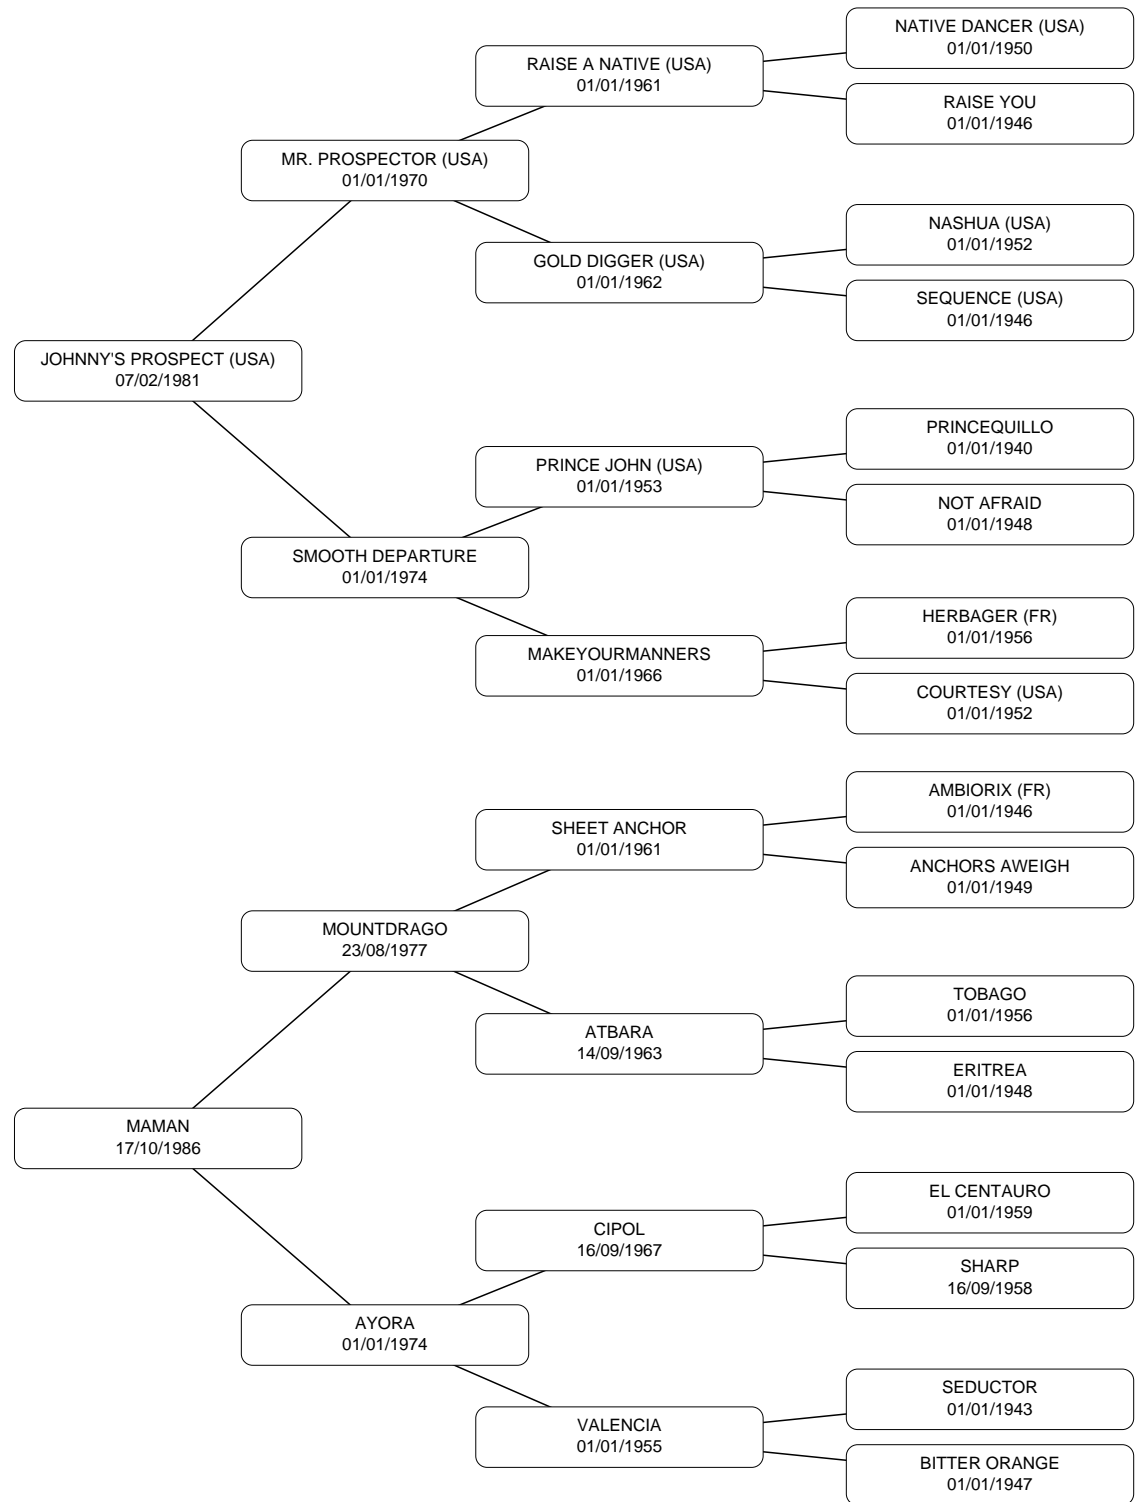 NATIVE DANCER (USA)
01/01/1950
RAISE A NATIVE (USA)
01/01/1961
RAISE YOU
01/01/1946
MR. PROSPECTOR (USA)
01/01/1970
NASHUA (USA)
01/01/1952
GOLD DIGGER (USA)
01/01/1962
SEQUENCE (USA)
01/01/1946
JOHNNY'S PROSPECT (USA)
07/02/1981
PRINCEQUILLO
01/01/1940
PRINCE JOHN (USA)
01/01/1953
NOT AFRAID
01/01/1948
SMOOTH DEPARTURE
01/01/1974
HERBAGER (FR)
01/01/1956
MAKEYOURMANNERS
01/01/1966
COURTESY (USA)
01/01/1952
AMBIORIX (FR)
01/01/1946
SHEET ANCHOR
01/01/1961
ANCHORS AWEIGH
01/01/1949
MOUNTDRAGO
23/08/1977
TOBAGO
01/01/1956
ATBARA
14/09/1963
ERITREA
01/01/1948
MAMAN
17/10/1986
EL CENTAURO
01/01/1959
CIPOL
16/09/1967
SHARP
16/09/1958
AYORA
01/01/1974
SEDUCTOR
01/01/1943
VALENCIA
01/01/1955
BITTER ORANGE
01/01/1947